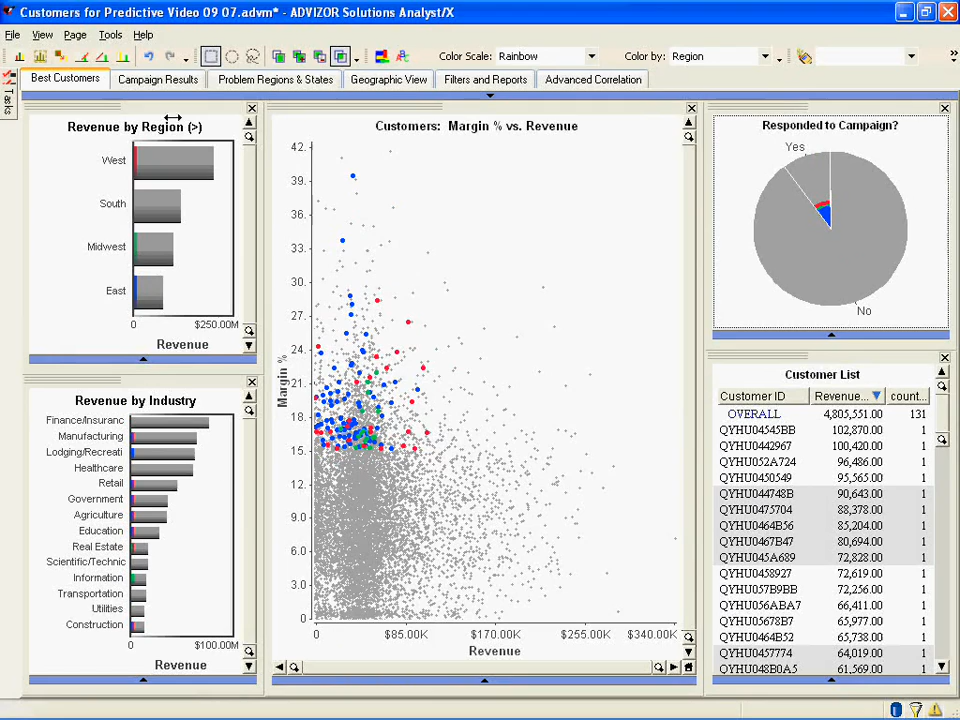 Customers for Predictive Video 09 07.advm* - ADVIZOR Solutions Analyst/X
File View Page Tools Help
Color Scale: Rainbow Color by: Region
Best Customers Campaign Results Problem Regions & States Geographic View Filters and Reports Advanced Correlation
Tasks
Revenue by Region (>)
West
South
Midwest
East
0 $250.00M
Revenue
Revenue by Industry
Finance/Insuranc
Manufacturing
Lodging/Recreati
Healthcare
Retail
Government
Agriculture
Education
Real Estate
Scientific/Technic
Information
Transportation
Utilities
Construction
0 $100.00M
Revenue
Customers: Margin % vs. Revenue
Margin %
42.
39.
36.
33.
30.
27.
24.
21.
18.
15.
12.
9.0
6.0
3.0
0
0 $85.00K $170.00K $255.00K $340.00K
Revenue
Responded to Campaign?
Yes
No
Customer List
Customer ID Revenue... count...
OVERALL 4,805,551.00 131
QYHU04545BB 102,870.00 1
QYHU0442967 100,420.00 1
QYHU052A724 96,486.00 1
QYHU0450549 95,565.00 1
QYHU044748B 90,643.00 1
QYHU0475704 88,378.00 1
QYHU0464B56 85,204.00 1
QYHU0467B47 80,694.00 1
QYHU045A689 72,828.00 1
QYHU0458927 72,619.00 1
QYHU057B9BB 72,256.00 1
QYHU056ABA7 66,411.00 1
QYHU05678B7 65,977.00 1
QYHU0464B52 65,738.00 1
QYHU0457774 64,019.00 1
QYHU048B0A5 61,569.00 1